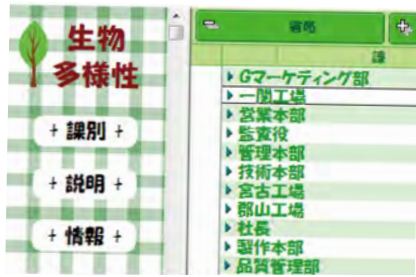 生物
多様性
+ 課別 +
+ 説明 +
+ 情報 +
省略
課
Gマーケティング部
一関工場
営業本部
監査役
管理本部
技術本部
宮古工場
郡山工場
社長
製作本部
品質管理部